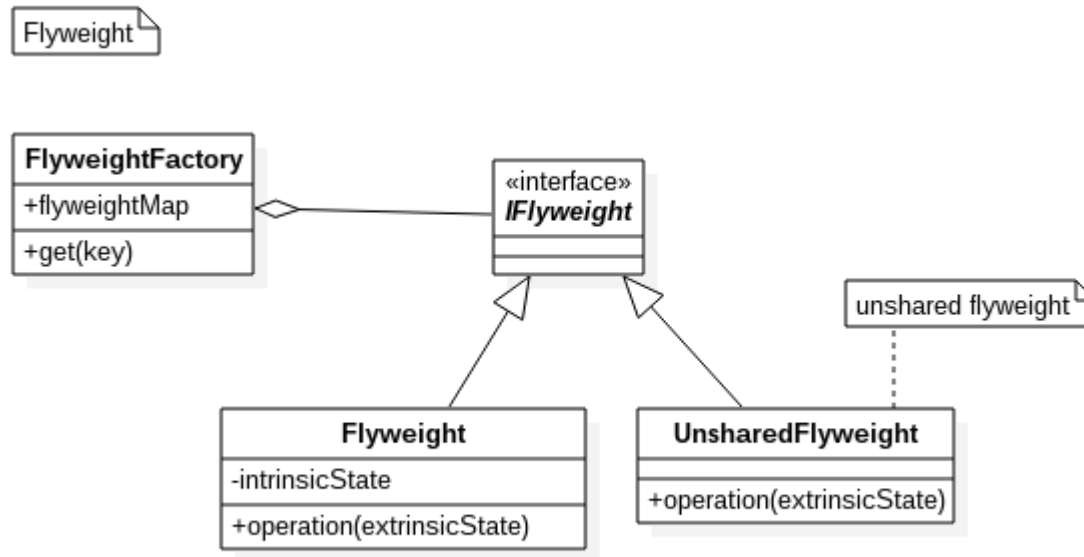 Flyweight
FlyweightFactory
+flyweightMap
+get(key)
«interface»
IFlyweight
unshared flyweight
Flyweight
-intrinsicState
+operation(extrinsicState)
UnsharedFlyweight
+operation(extrinsicState)